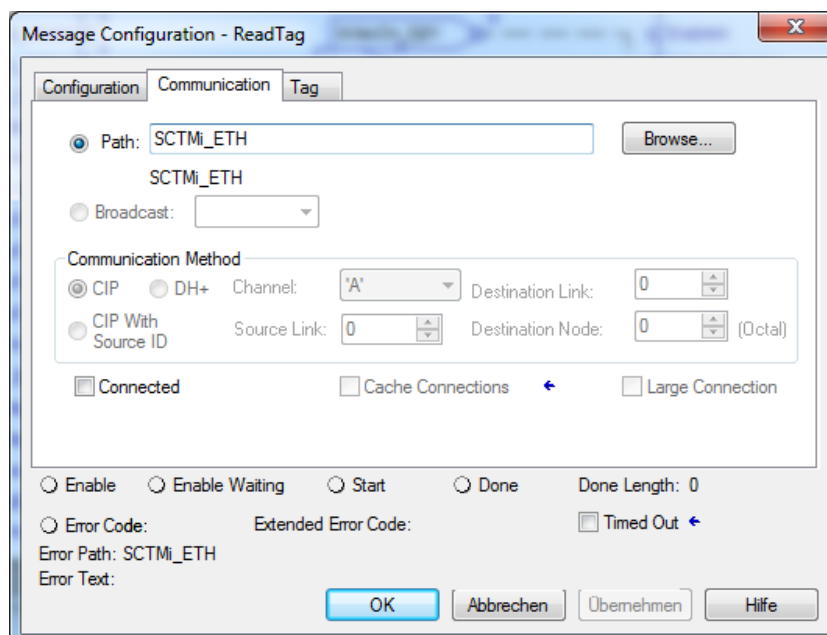 Message Configuration - ReadTag
Configuration Communication Tag
Path: SCTMi_ETH Browse...
SCTMi_ETH
Broadcast:
Communication Method
CIP DH+ Channel: 'A' Destination Link: 0
CIP With Source ID Source Link: 0 Destination Node: 0 (Octal)
Connected Cache Connections Large Connection
Enable Enable Waiting Start Done Done Length: 0
Error Code: Extended Error Code: Timed Out
Error Path: SCTMi_ETH
Error Text:
OK Abbrechen Übernehmen Hilfe